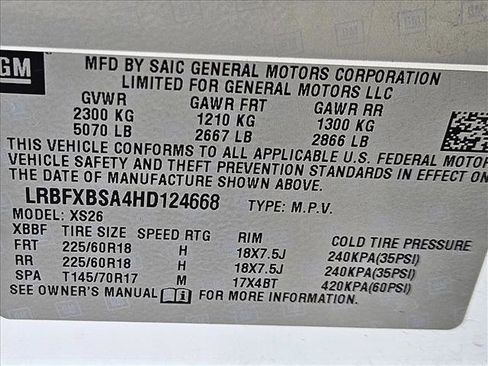 GM
MFD BY SAIC GENERAL MOTORS CORPORATION
LIMITED FOR GENERAL MOTORS LLC
GVWR GAWR FRT GAWR RR
2300 KG 1210 KG 1300 KG
5070 LB 2667 LB 2866 LB
THIS VEHICLE CONFORMS TO ALL APPLICABLE U.S. FEDERAL MOTOR
VEHICLE SAFETY AND THEFT PREVENTION STANDARDS IN EFFECT ON
THE DATE OF MANUFACTURE SHOWN ABOVE.
LRBFXBSA4HD124668 TYPE: M.P.V.
MODEL: XS26
XBBF TIRE SIZE SPEED RTG RIM COLD TIRE PRESSURE
FRT 225/60R18 H 18X7.5J 240KPA(35PSI)
RR 225/60R18 H 18X7.5J 240KPA(35PSI)
SPA T145/70R17 M 17X4BT 420KPA(60PSI)
SEE OWNER'S MANUAL FOR MORE INFORMATION.